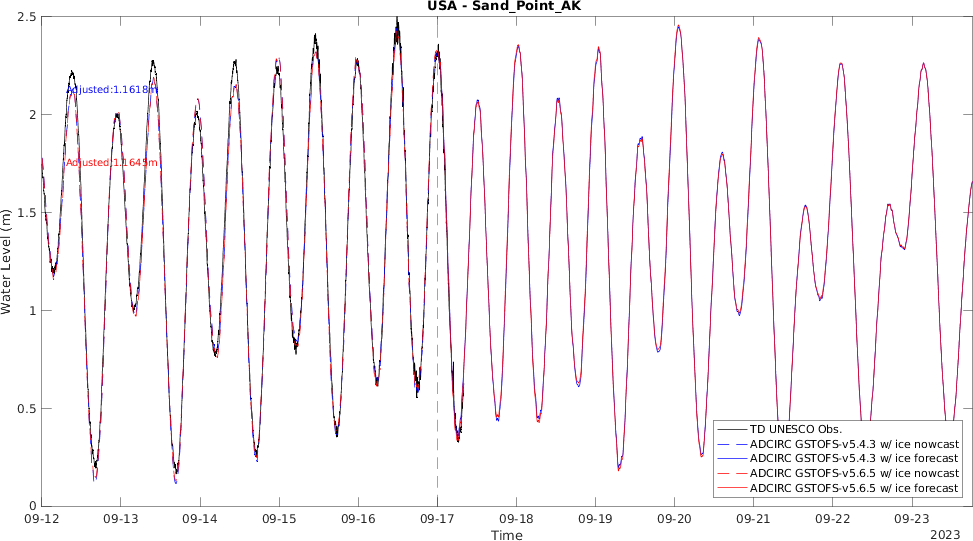 USA - Sand_Point_AK
2.5
2
1.5
1
0.5
0
Water Level (m)
Adjusted:1.1618m
Adjusted:1.1645m
TD UNESCO Obs.
ADCIRC GSTOFS-v5.4.3 w/ ice nowcast
ADCIRC GSTOFS-v5.4.3 w/ ice forecast
ADCIRC GSTOFS-v5.6.5 w/ ice nowcast
ADCIRC GSTOFS-v5.6.5 w/ ice forecast
09-12 09-13 09-14 09-15 09-16 09-17 09-18 09-19 09-20 09-21 09-22 09-23
Time
2023